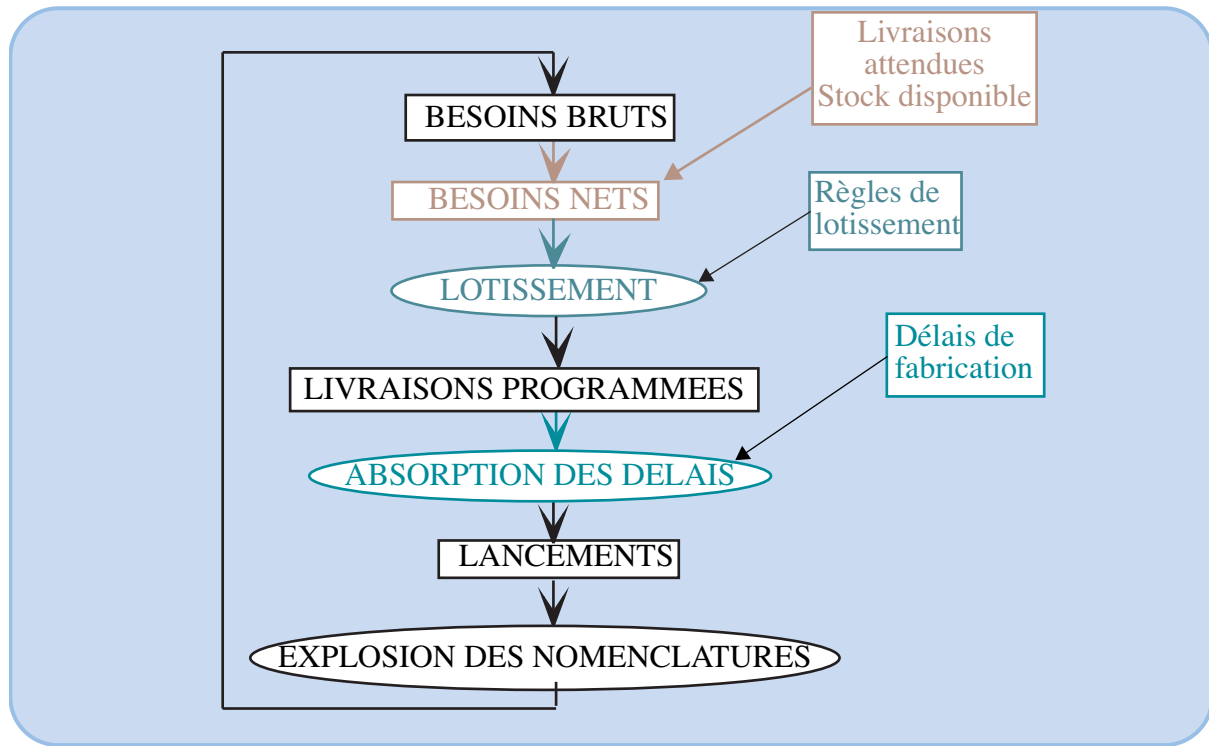 Livraisons
attendues
Stock disponible
BESOINS BRUTS
BESOINS NETS
Règles de
lotissement
LOTISSEMENT
Délais de
fabrication
LIVRAISONS PROGRAMMEES
ABSORPTION DES DELAIS
LANCEMENTS
EXPLOSION DES NOMENCLATURES